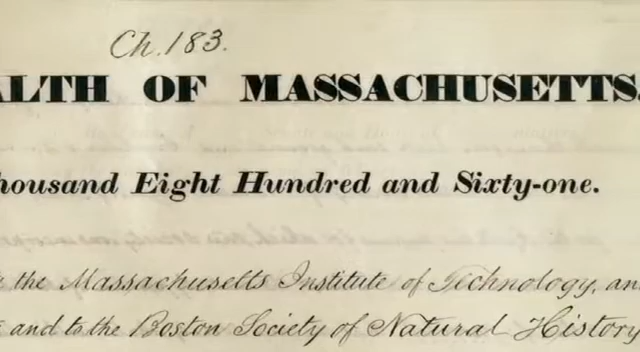 Ch. 183.
ALTH OF MASSACHUSETTS
housand Eight Hundred and Sixty-one.
the Massachusetts Institute of Technology, an
and to the Boston Society of Natural History